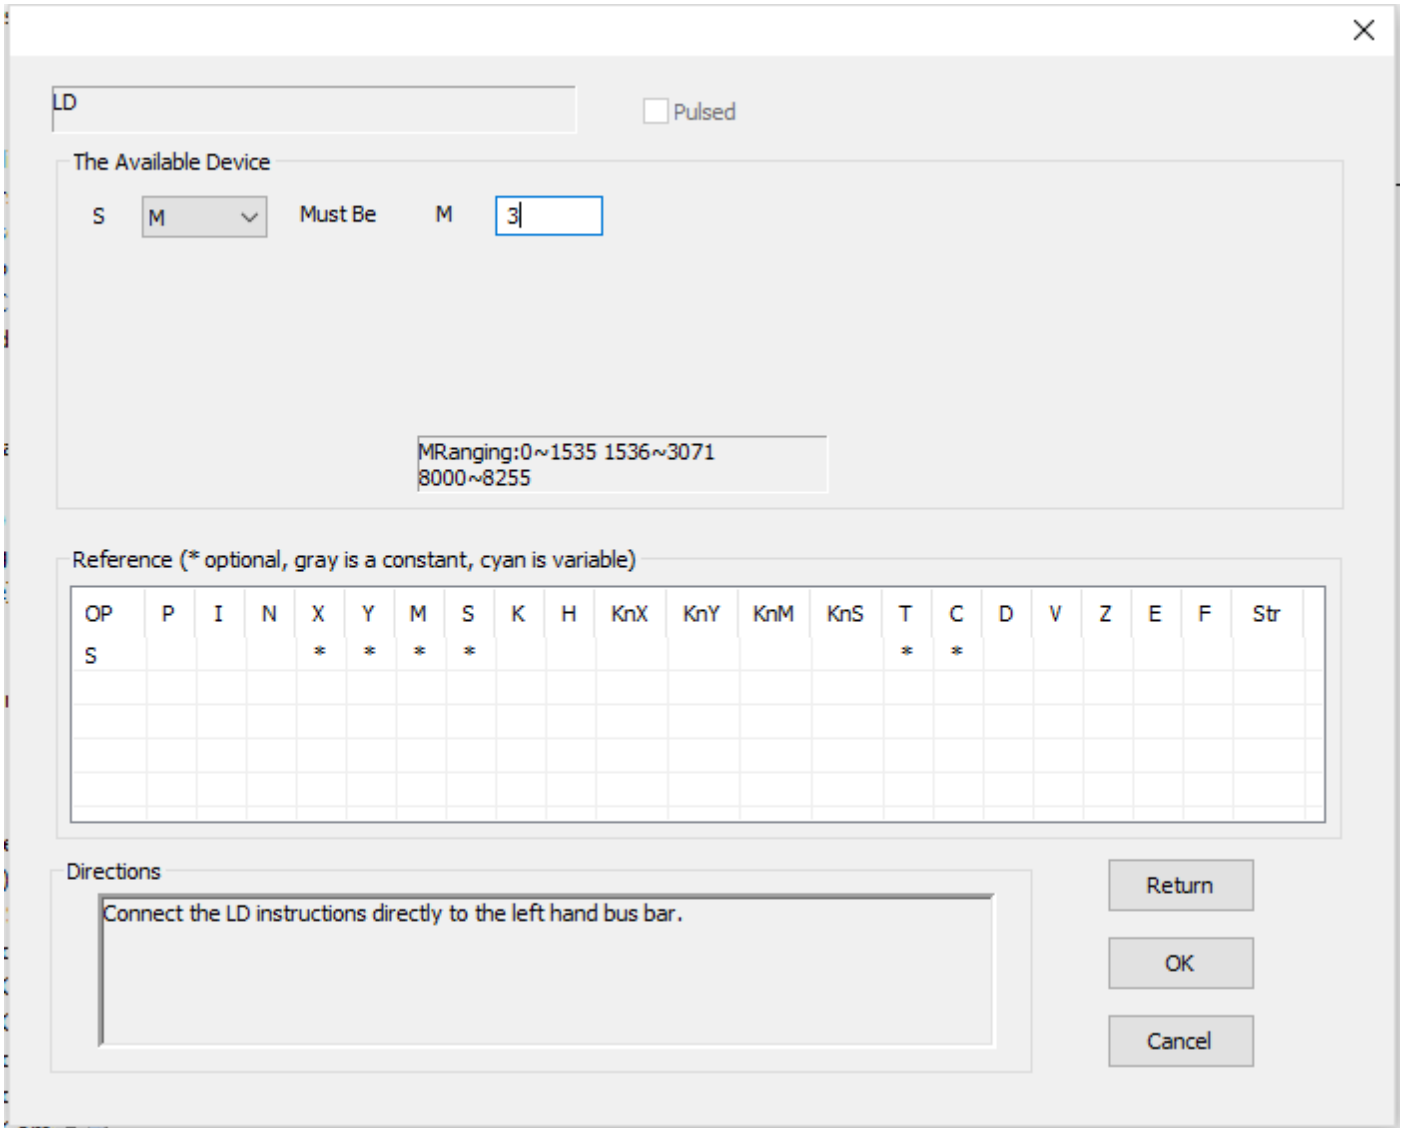 LD
Pulsed
The Available Device
S M Must Be M 3
MRanging:0~1535 1536~3071
8000~8255
Reference (* optional, gray is a constant, cyan is variable)
OP P I N X Y M S K H KnX KnY KnM KnS T C D V Z E F Str
S * * * * * *
Directions
Connect the LD instructions directly to the left hand bus bar.
Return
OK
Cancel